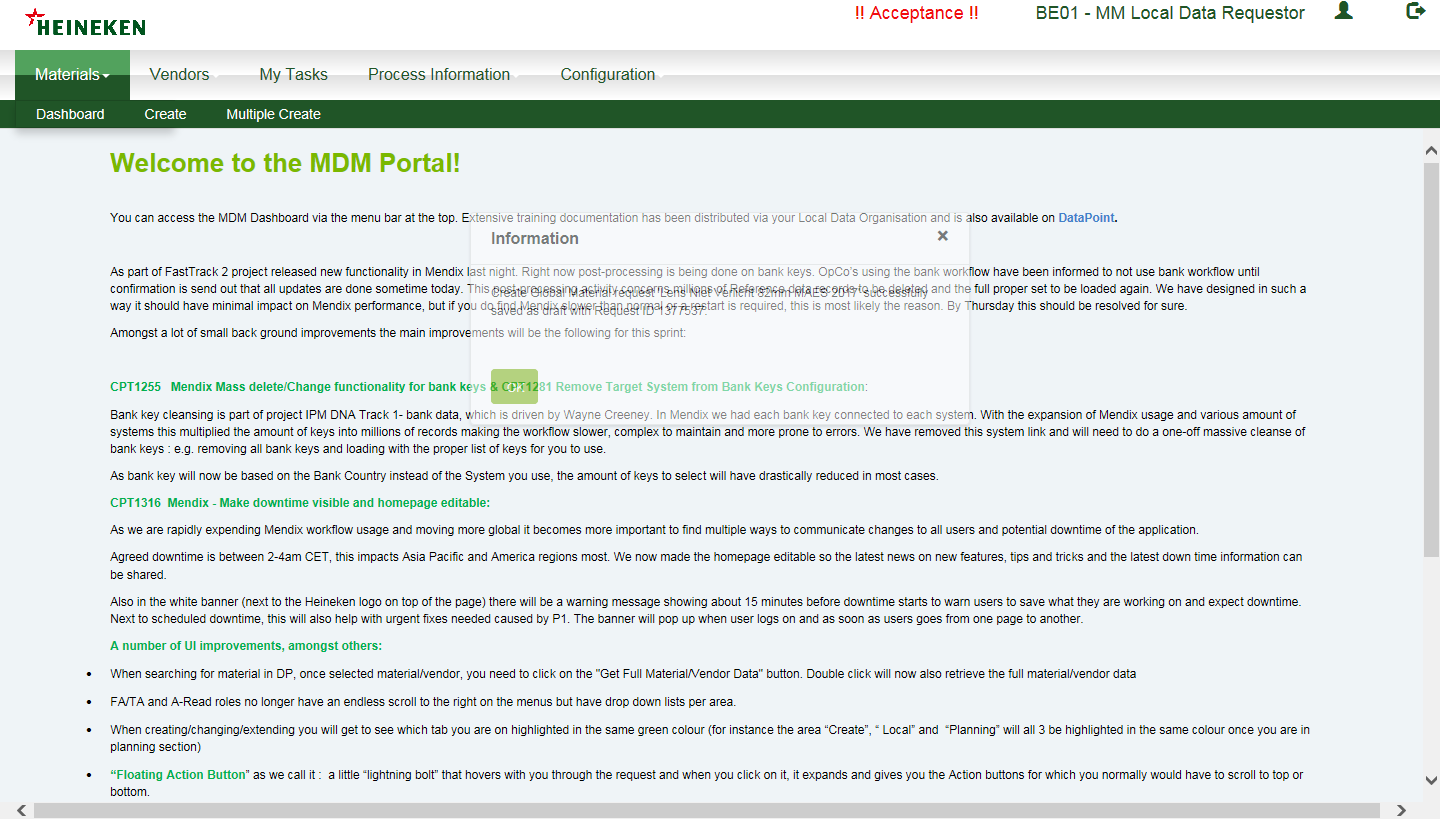 HEINEKEN
!! Acceptance !!
BE01 - MM Local Data Requestor
Materials
Vendors
My Tasks
Process Information
Configuration
Dashboard
Create
Multiple Create
Welcome to the MDM Portal!
You can access the MDM Dashboard via the menu bar at the top. Extensive training documentation has been distributed via your Local Data Organisation and is also available on DataPoint.
Information
×
As part of FastTrack 2 project released new functionality in Mendix last night. Right now post-processing is being done on bank keys. OpCo's using the bank workflow have been informed to not use bank workflow until
confirmation is send out that all updates are done sometime today. This post-processing activity concerns millions of Reference data records to be deleted and the full proper set to be loaded again. We have designed in such a
way it should have minimal impact on Mendix performance, but if you do find Mendix slower than normal or a restart is required, this is most likely the reason. By Thursday this should be resolved for sure.
Create Global Material request 'Lens Niet Verlicht 82mm MAES 2017' successfully
saved as draft with Request ID 1377537.
Amongst a lot of small back ground improvements the main improvements will be the following for this sprint:
CPT1255 Mendix Mass delete/Change functionality for bank keys & CPT1281 Remove Target System from Bank Keys Configuration:
Bank key cleansing is part of project IPM DNA Track 1- bank data, which is driven by Wayne Creeney. In Mendix we had each bank key connected to each system. With the expansion of Mendix usage and various amount of
systems this multiplied the amount of keys into millions of records making the workflow slower, complex to maintain and more prone to errors. We have removed this system link and will need to do a one-off massive cleanse of
bank keys : e.g. removing all bank keys and loading with the proper list of keys for you to use.
As bank key will now be based on the Bank Country instead of the System you use, the amount of keys to select will have drastically reduced in most cases.
CPT1316 Mendix - Make downtime visible and homepage editable:
As we are rapidly expending Mendix workflow usage and moving more global it becomes more important to find multiple ways to communicate changes to all users and potential downtime of the application.
Agreed downtime is between 2-4am CET, this impacts Asia Pacific and America regions most. We now made the homepage editable so the latest news on new features, tips and tricks and the latest down time information can
be shared.
Also in the white banner (next to the Heineken logo on top of the page) there will be a warning message showing about 15 minutes before downtime starts to warn users to save what they are working on and expect downtime.
Next to scheduled downtime, this will also help with urgent fixes needed caused by P1. The banner will pop up when user logs on and as soon as users goes from one page to another.
A number of UI improvements, amongst others:
• When searching for material in DP, once selected material/vendor, you need to click on the "Get Full Material/Vendor Data" button. Double click will now also retrieve the full material/vendor data
• FA/TA and A-Read roles no longer have an endless scroll to the right on the menus but have drop down lists per area.
• When creating/changing/extending you will get to see which tab you are on highlighted in the same green colour (for instance the area “Create”, “ Local” and “Planning” will all 3 be highlighted in the same colour once you are in
planning section)
• “Floating Action Button” as we call it : a little “lightning bolt” that hovers with you through the request and when you click on it, it expands and gives you the Action buttons for which you normally would have to scroll to top or
bottom.